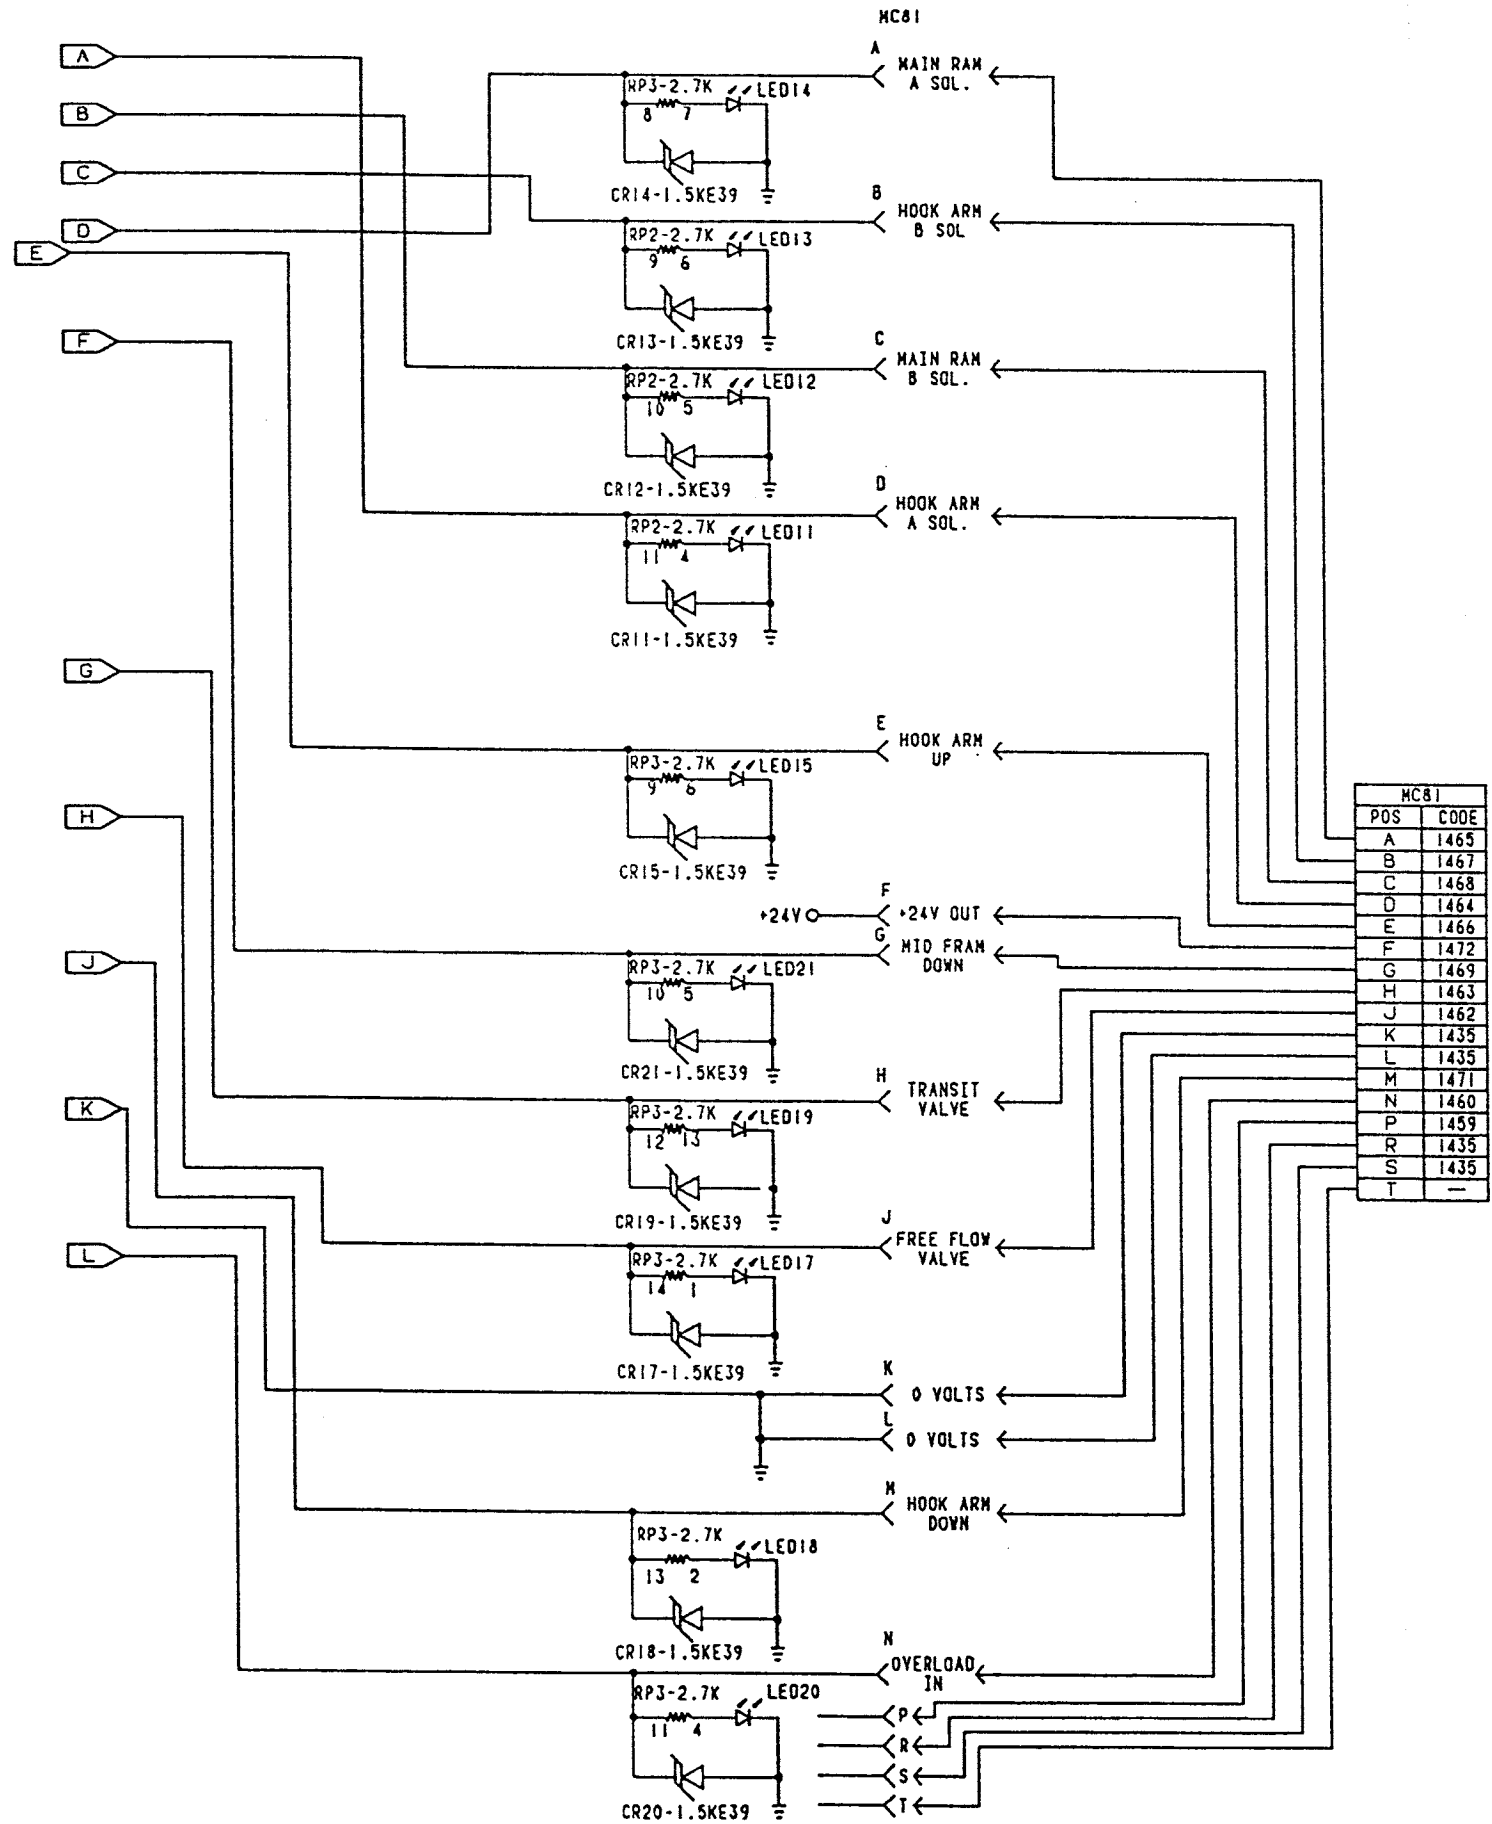 MC81
A
A
MAIN RAM
A SOL.
RP3-2.7K
LED14
8 7
B
C
CR14-1.5KE39
B
HOOK ARM
B SOL
D
RP2-2.7K
LED13
E
9 6
F
CR13-1.5KE39
C
MAIN RAM
B SOL.
RP2-2.7K
LED12
10 5
CR12-1.5KE39
D
HOOK ARM
A SOL.
RP2-2.7K
LED11
11 4
CR11-1.5KE39
G
E
HOOK ARM
UP
RP3-2.7K
LED15
9 6
H
CR15-1.5KE39
MC81
POS CODE
A 1465
B 1467
C 1468
D 1464
E 1466
F 1472
G 1469
H 1463
J 1462
K 1435
L 1435
M 1471
N 1460
P 1459
R 1435
S 1435
T —
F
+24V
+24V OUT
G
MID FRAM
DOWN
J
RP3-2.7K
LED21
10 5
CR21-1.5KE39
H
TRANSIT
VALVE
K
RP3-2.7K
LED19
12 13
CR19-1.5KE39
J
FREE FLOW
VALVE
L
RP3-2.7K
LED17
14 1
CR17-1.5KE39
K
0 VOLTS
L
0 VOLTS
M
HOOK ARM
DOWN
RP3-2.7K
LED18
13 2
CR18-1.5KE39
N
OVERLOAD
IN
RP3-2.7K
LED20
11 4
P
R
S
T
CR20-1.5KE39